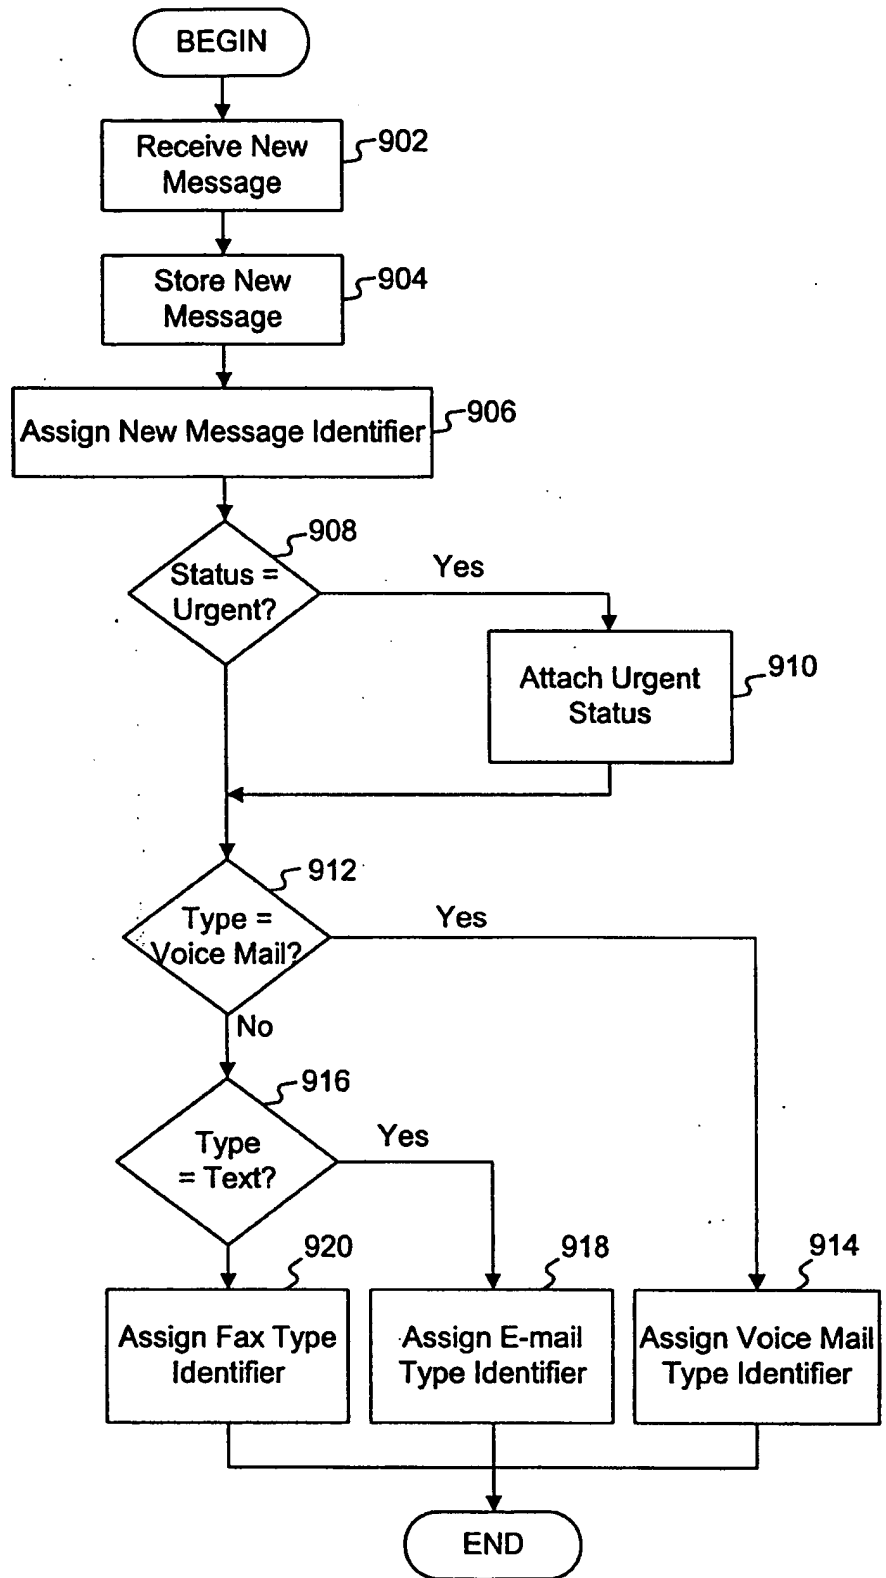 BEGIN
Receive New
Message
902
Store New
Message
904
Assign New Message Identifier
906
Status =
Urgent?
908
Yes
Attach Urgent
Status
910
Type =
Voice Mail?
912
Yes
No
Type
= Text?
916
Yes
Assign Fax Type
Identifier
920
Assign E-mail
Type Identifier
918
Assign Voice Mail
Type Identifier
914
END